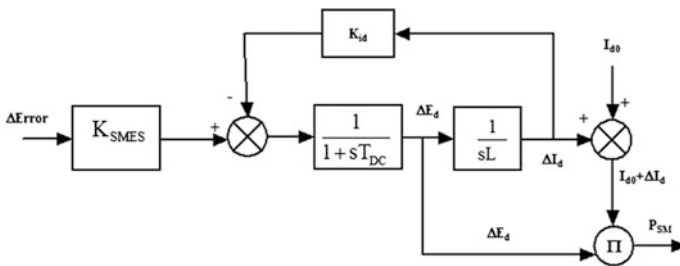 K_id
I_d0
-
+
ΔError
K_SMES
+
1
1+sT_DC
ΔE_d
1
sL
+
ΔI_d
I_d0+ΔI_d
ΔE_d
Π
P_SM